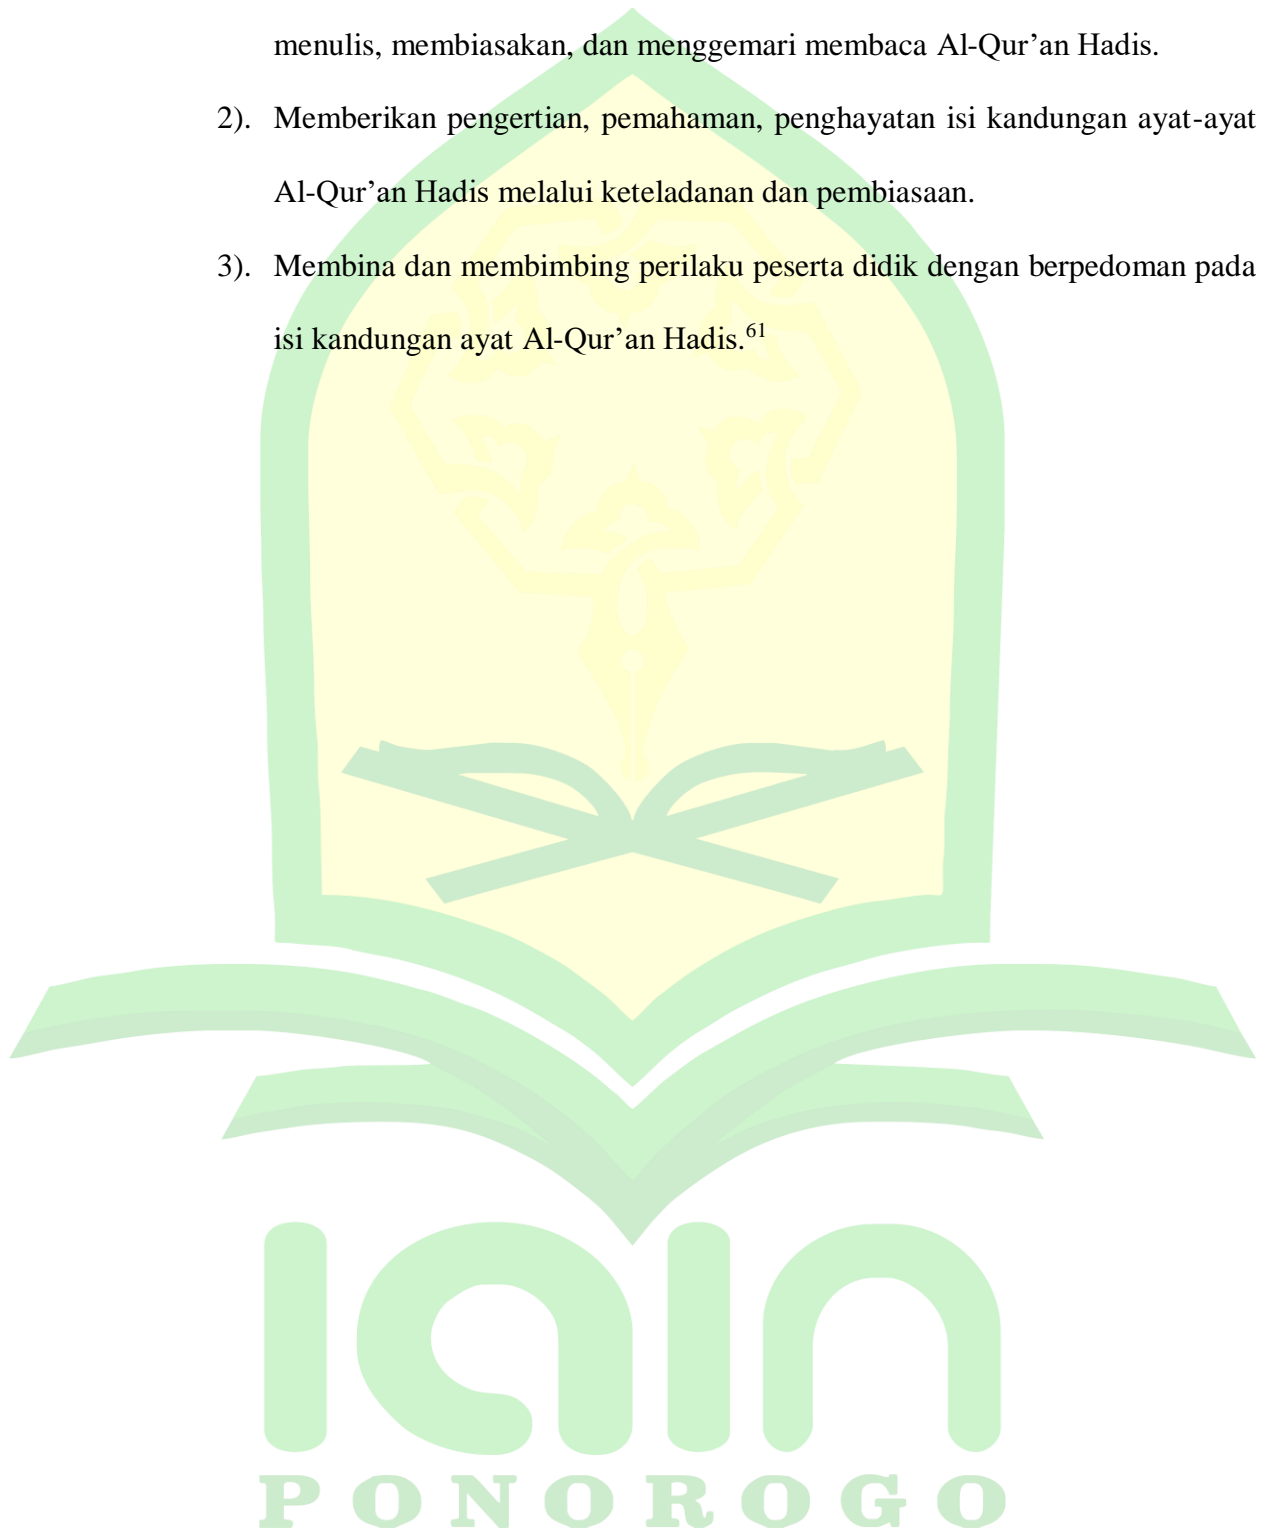 menulis, membiasakan, dan menggemari membaca Al-Qur’an Hadis.
2). Memberikan pengertian, pemahaman, penghayatan isi kandungan ayat-ayat
Al-Qur’an Hadis melalui keteladanan dan pembiasaan.
3). Membina dan membimbing perilaku peserta didik dengan berpedoman pada
isi kandungan ayat Al-Qur’an Hadis.61
iain
PONOROGO